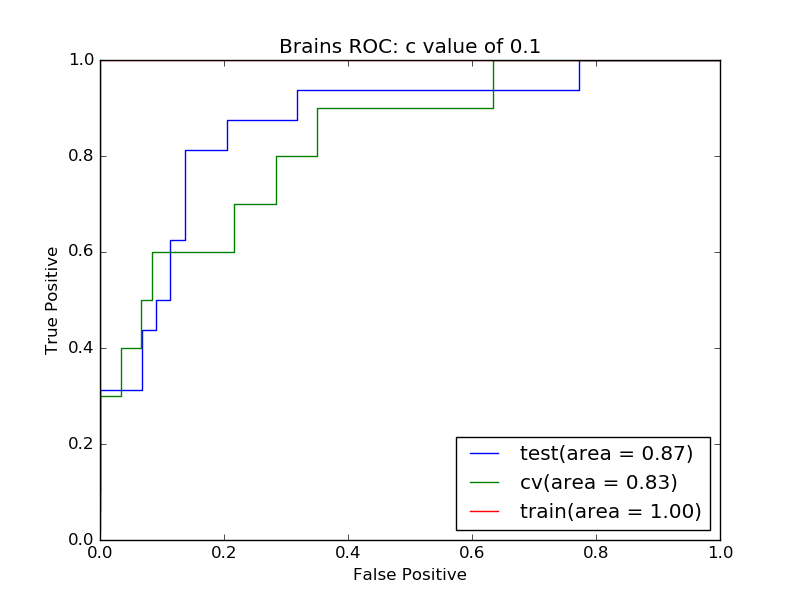 Brains ROC: c value of 0.1
1.0
0.8
0.6
0.4
0.2
0.0
True Positive
test(area = 0.87)
cv(area = 0.83)
train(area = 1.00)
0.0 0.2 0.4 0.6 0.8 1.0
False Positive